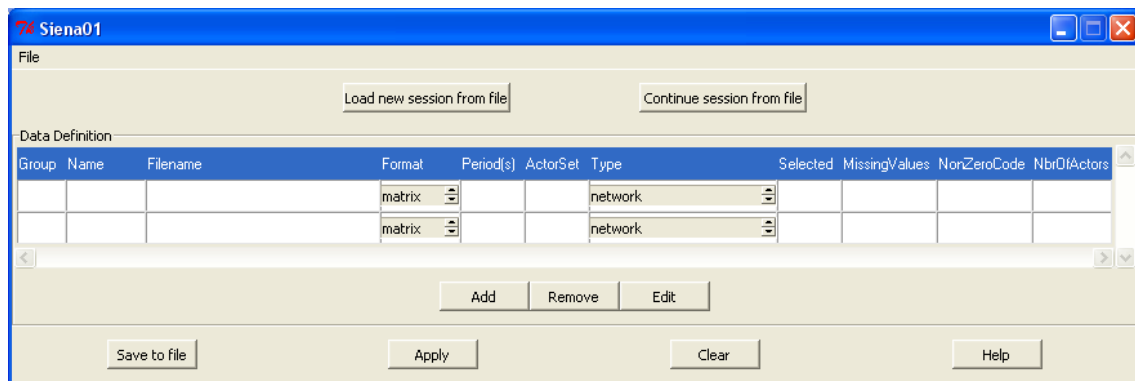 Siena01
File
Load new session from file Continue session from file
Data Definition
Group Name Filename Format Period(s) ActorSet Type Selected MissingValues NonZeroCode NbrOfActors
matrix network
matrix network
Add Remove Edit
Save to file Apply Clear Help